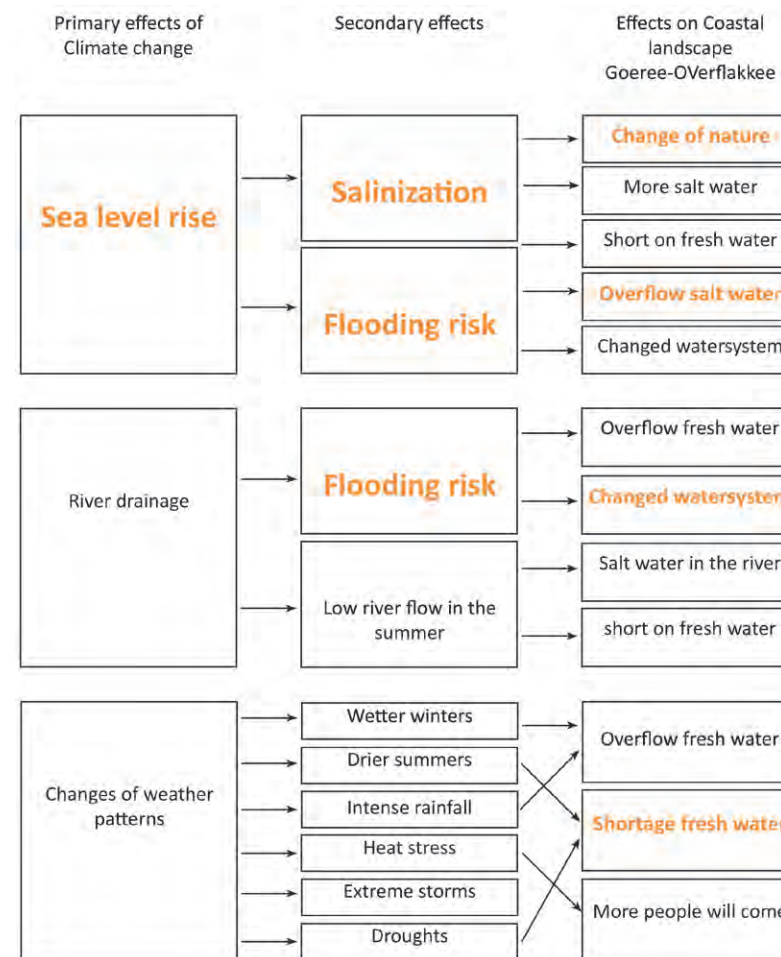 Primary effects of
Climate change
Secondary effects
Effects on Coastal
landscape
Goeree-OVerflakkee
Sea level rise
Salinization
Flooding risk
Change of nature
More salt water
Short on fresh water
Overflow salt water
Changed watersystem
River drainage
Flooding risk
Low river flow in the
summer
Overflow fresh water
Changed watersystem
Salt water in the river
short on fresh water
Changes of weather
patterns
Wetter winters
Drier summers
Intense rainfall
Heat stress
Extreme storms
Droughts
Overflow fresh water
Shortage fresh water
More people will come